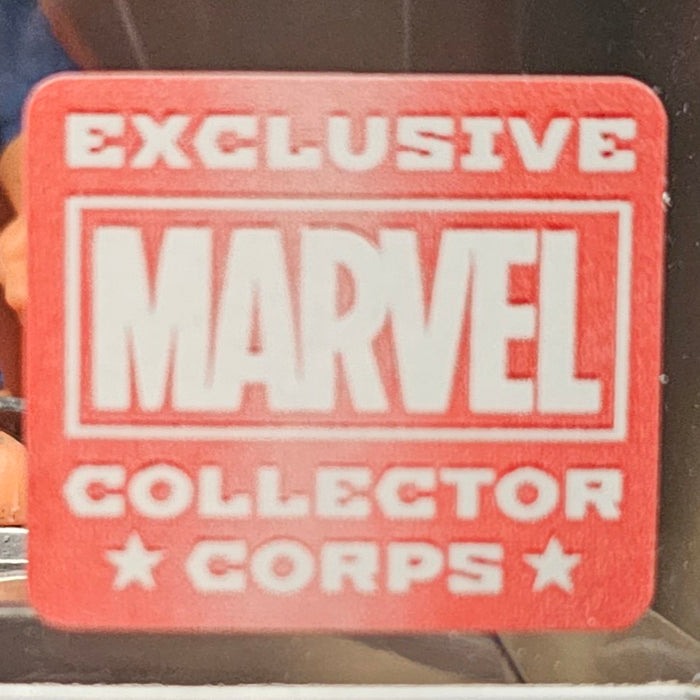 EXCLUSIVE
MARVEL
COLLECTOR
★ CORPS ★